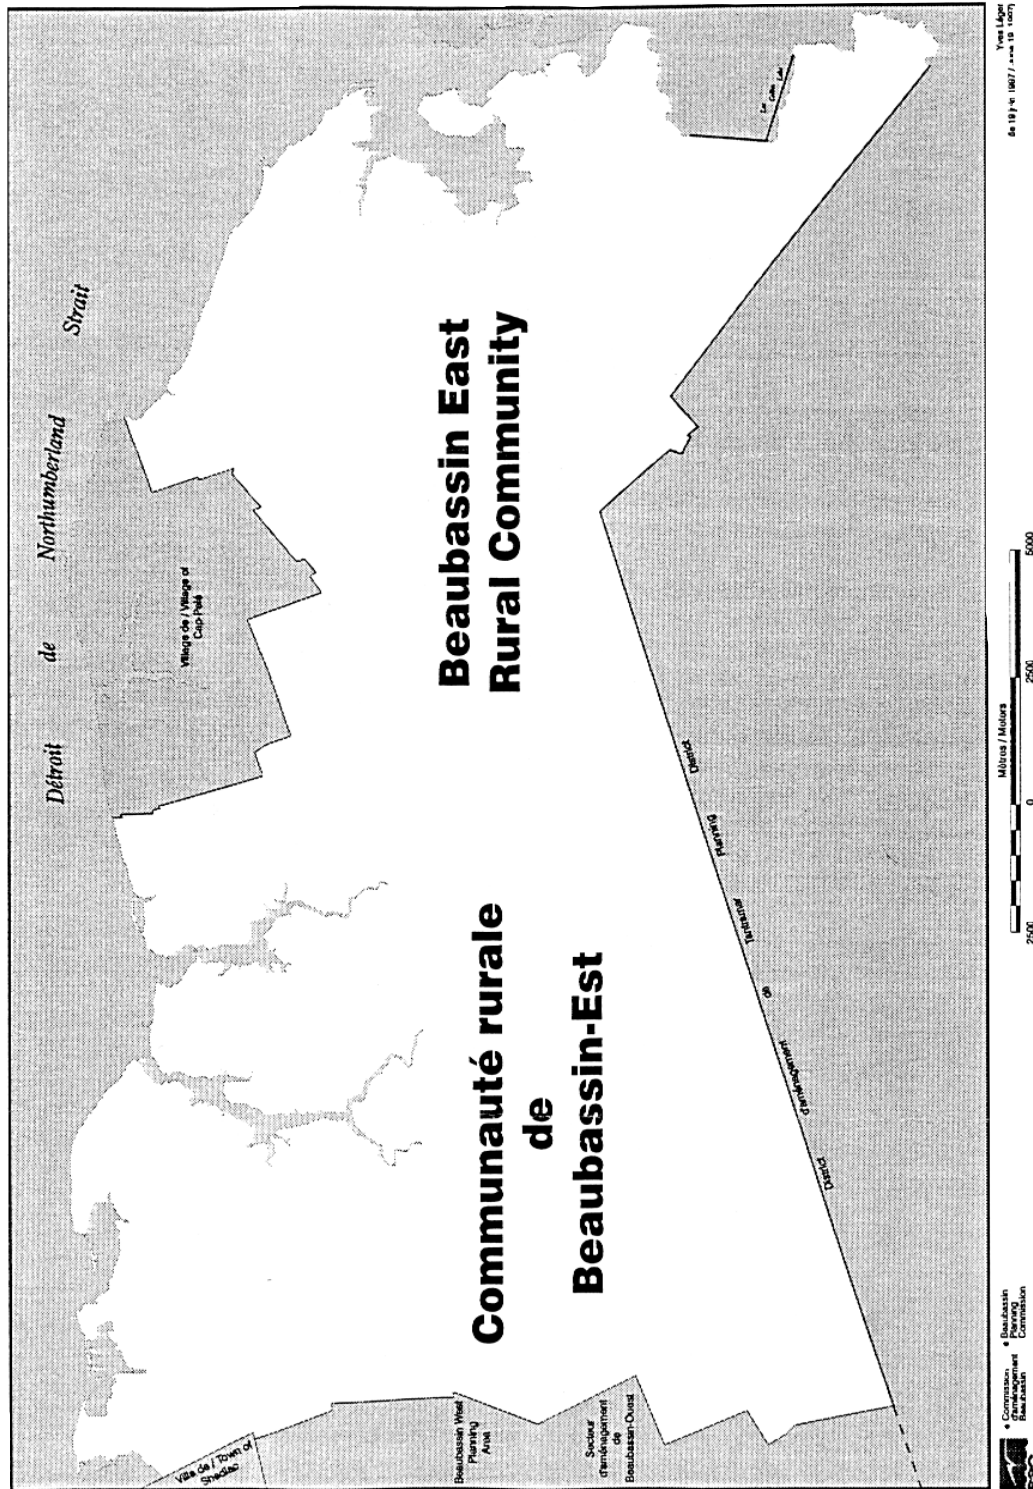 Détroit de Northumberland Strait
Village de / Village of
Cap-Pelé
Beaubassin East
Rural Community
Communauté rurale
de
Beaubassin-Est
Ville de / Town of
Shediac
Beaubassin West
Planning
Area
Secteur
d'aménagement
de
Beaubassin-Ouest
District d'aménagement de Tantramar Planning District
2500 0 2500 5000
Commission
d'aménagement
Beaubassin
Beaubassin
Planning
Commission
Yves Léger